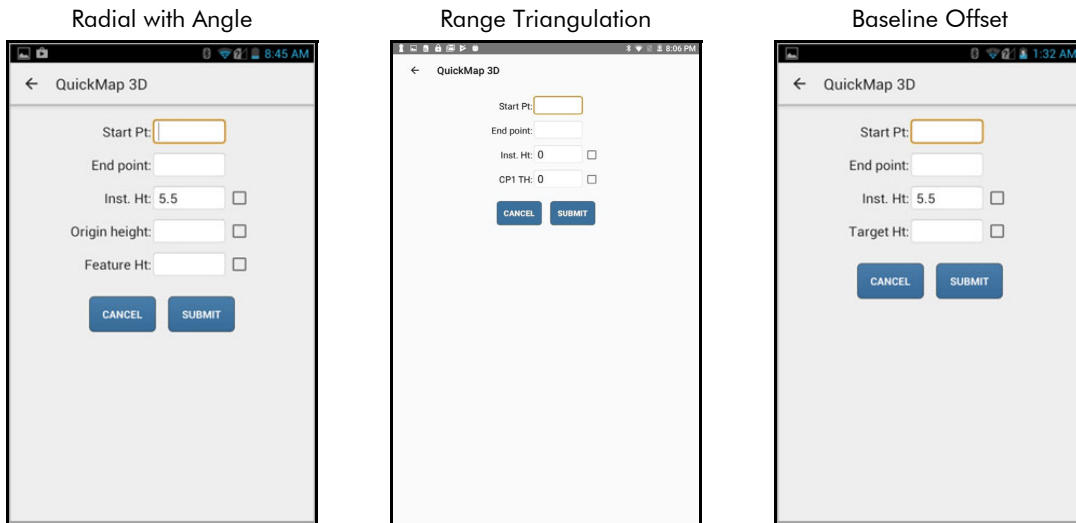 Radial with Angle
8:45 AM
QuickMap 3D
Start Pt:
End point:
Inst. Ht: 5.5
Origin height:
Feature Ht:
CANCEL SUBMIT
Range Triangulation
8:06 PM
QuickMap 3D
Start Pt:
End point:
Inst. Ht: 0
CP1 TH: 0
CANCEL SUBMIT
Baseline Offset
1:32 AM
QuickMap 3D
Start Pt:
End point:
Inst. Ht: 5.5
Target Ht:
CANCEL SUBMIT